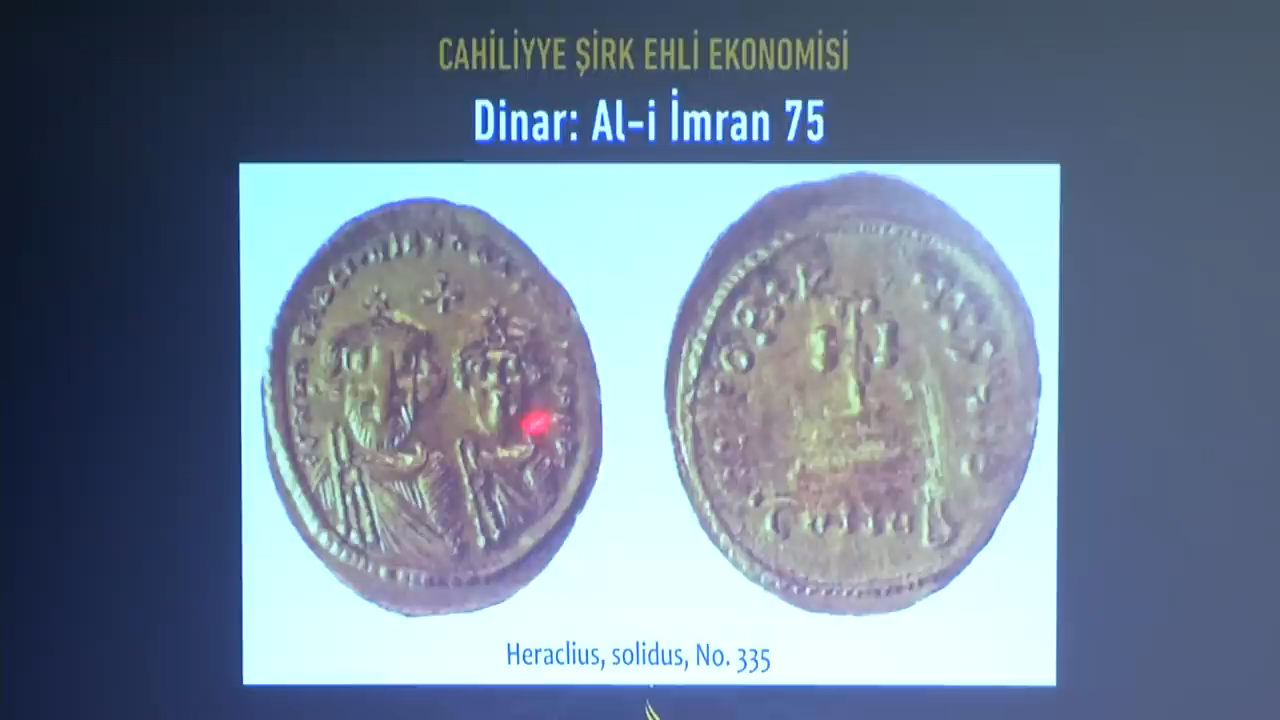 CAHİLİYYE ŞİRK EHLİ EKONOMİSİ
Dinar: Al-i İmran 75
Heraclius, solidus, No. 335